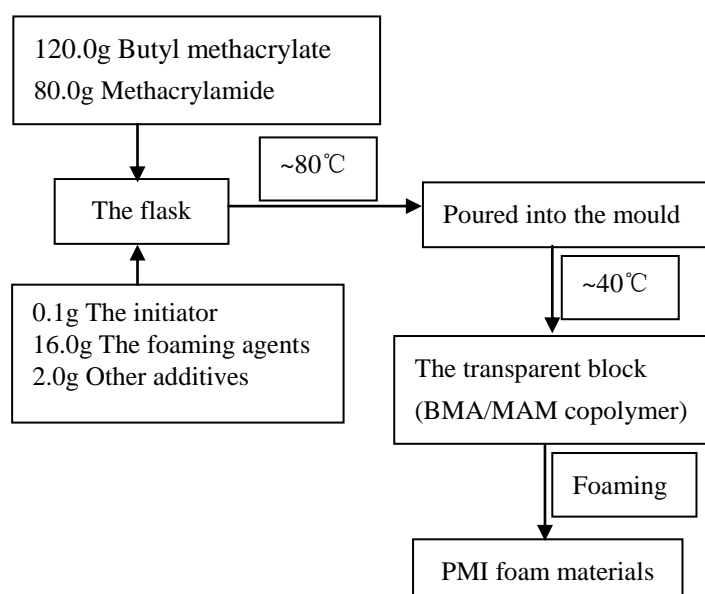 120.0g Butyl methacrylate
80.0g Methacrylamide
~80℃
The flask
Poured into the mould
~40℃
0.1g The initiator
16.0g The foaming agents
2.0g Other additives
The transparent block
(BMA/MAM copolymer)
Foaming
PMI foam materials